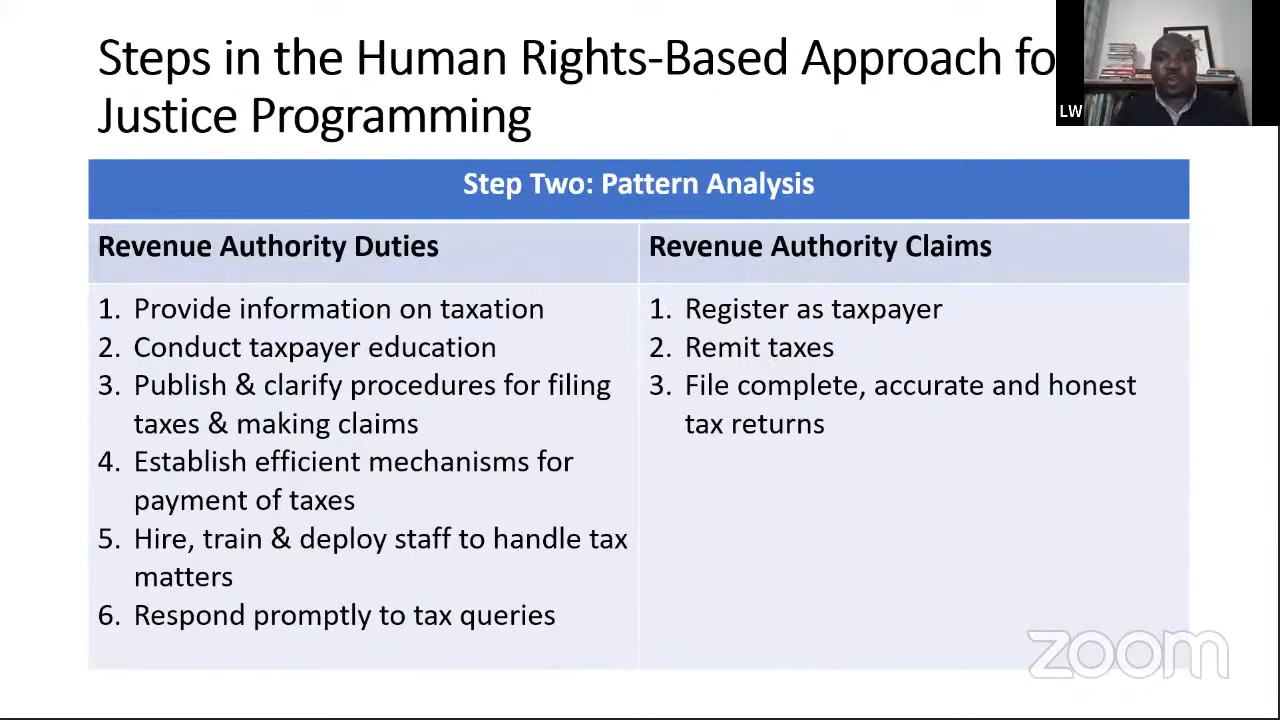 Steps in the Human Rights-Based Approach fo
Justice Programming
LW
Step Two: Pattern Analysis
Revenue Authority Duties
Revenue Authority Claims
1. Provide information on taxation
2. Conduct taxpayer education
3. Publish & clarify procedures for filing
taxes & making claims
4. Establish efficient mechanisms for
payment of taxes
5. Hire, train & deploy staff to handle tax
matters
6. Respond promptly to tax queries
1. Register as taxpayer
2. Remit taxes
3. File complete, accurate and honest
tax returns
zoom